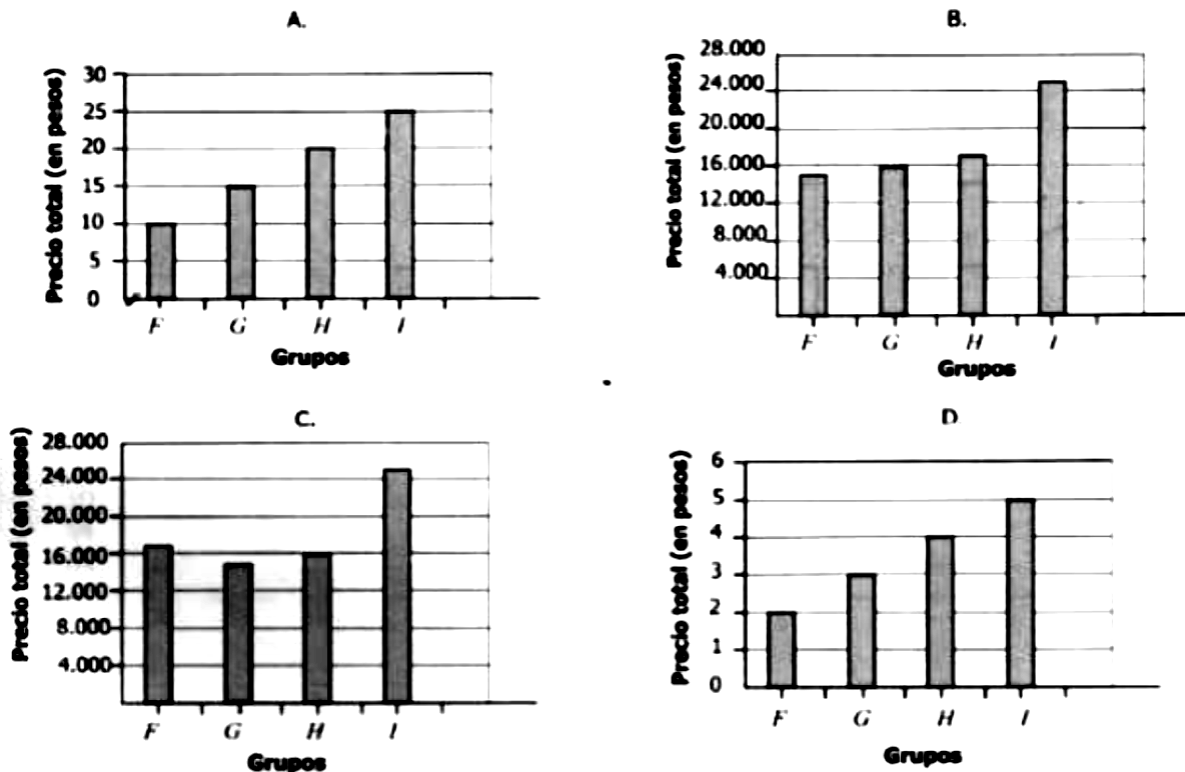 A.
Precio total (en pesos)
30
25
20
15
10
5
0
F G H I
Grupos
B.
Precio total (en pesos)
28.000
24.000
20.000
16.000
12.000
8.000
4.000
F G H I
Grupos
C.
Precio total (en pesos)
28.000
24.000
20.000
16.000
12.000
8.000
4.000
F G H I
Grupos
D
Precio total (en pesos)
6
5
4
3
2
1
0
F G H I
Grupos